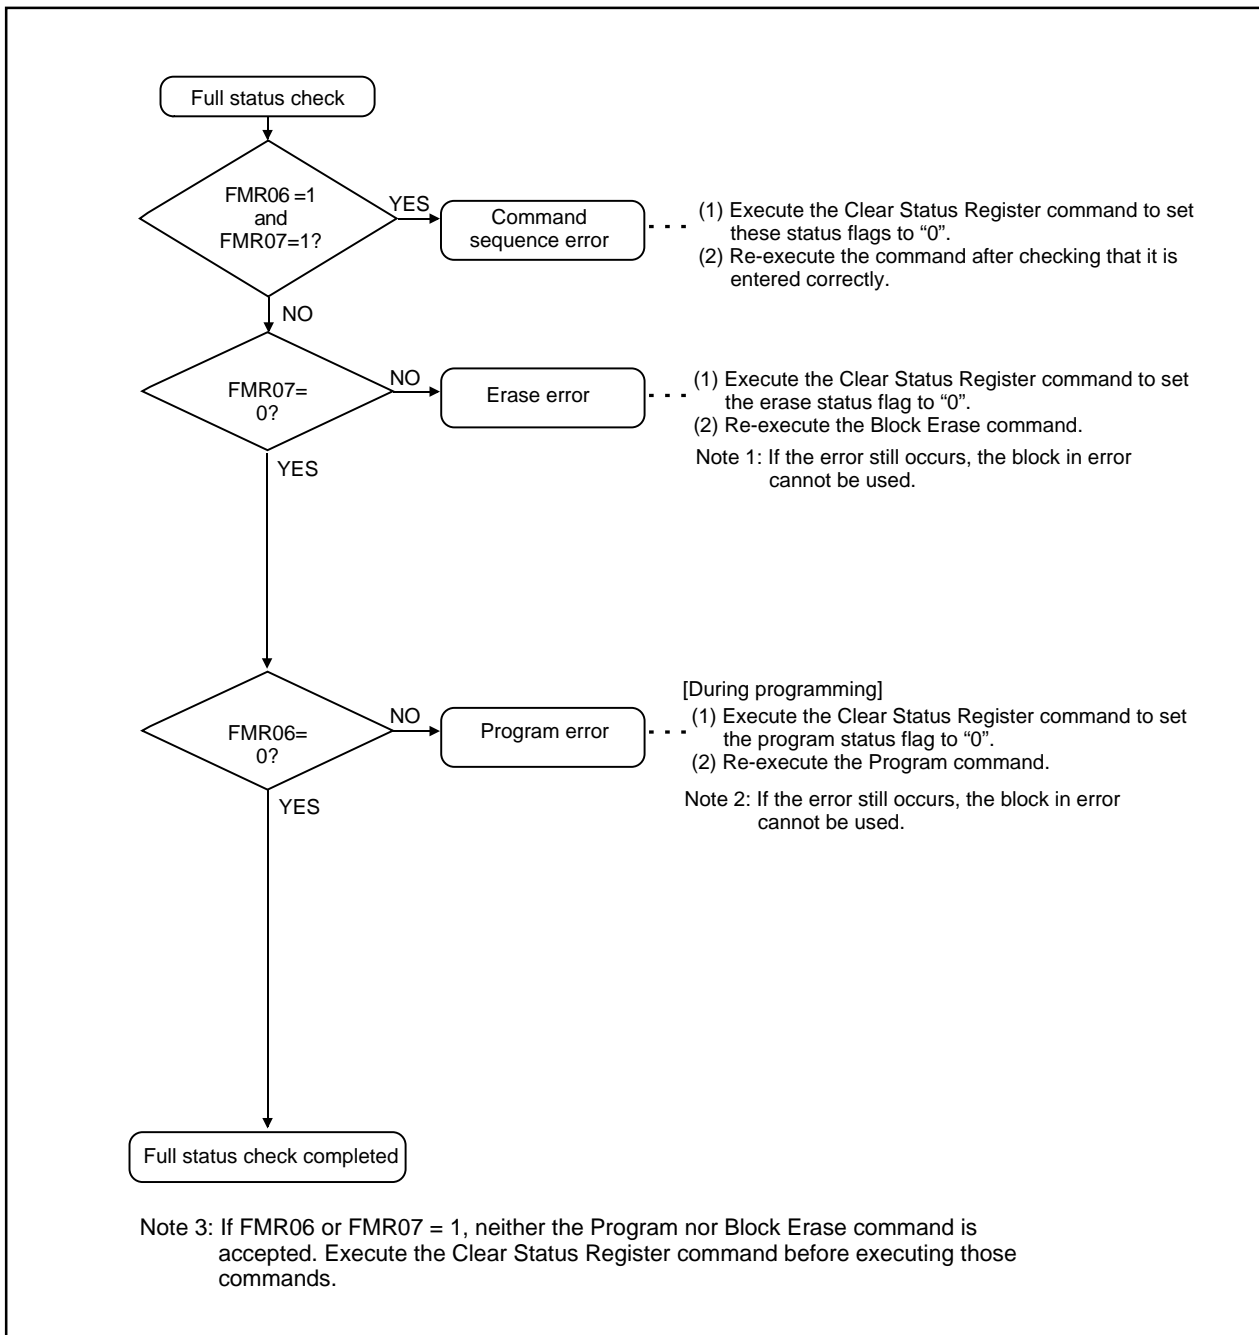 Full status check
FMR06 =1
and
FMR07=1?
YES
Command
sequence error
(1) Execute the Clear Status Register command to set
these status flags to “0”.
(2) Re-execute the command after checking that it is
entered correctly.
NO
FMR07=
0?
NO
Erase error
(1) Execute the Clear Status Register command to set
the erase status flag to “0”.
(2) Re-execute the Block Erase command.
Note 1: If the error still occurs, the block in error
cannot be used.
YES
FMR06=
0?
NO
Program error
[During programming]
(1) Execute the Clear Status Register command to set
the program status flag to “0”.
(2) Re-execute the Program command.
Note 2: If the error still occurs, the block in error
cannot be used.
YES
Full status check completed
Note 3: If FMR06 or FMR07 = 1, neither the Program nor Block Erase command is
accepted. Execute the Clear Status Register command before executing those
commands.